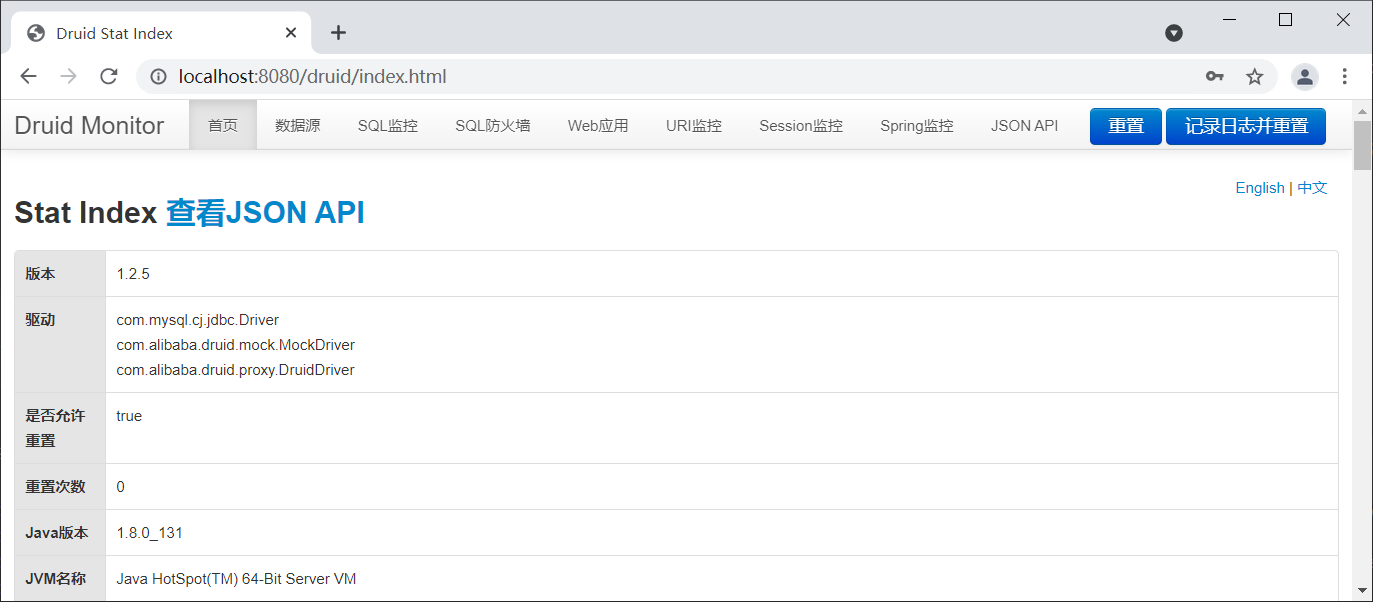 Druid Stat Index
localhost:8080/druid/index.html
Druid Monitor 首页 数据源 SQL监控 SQL防火墙 Web应用 URI监控 Session监控 Spring监控 JSON API 重置 记录日志并重置
English | 中文
Stat Index 查看JSON API
版本 1.2.5
驱动 com.mysql.cj.jdbc.Driver
com.alibaba.druid.mock.MockDriver
com.alibaba.druid.proxy.DruidDriver
是否允许 true
重置
重置次数 0
Java版本 1.8.0_131
JVM名称 Java HotSpot(TM) 64-Bit Server VM